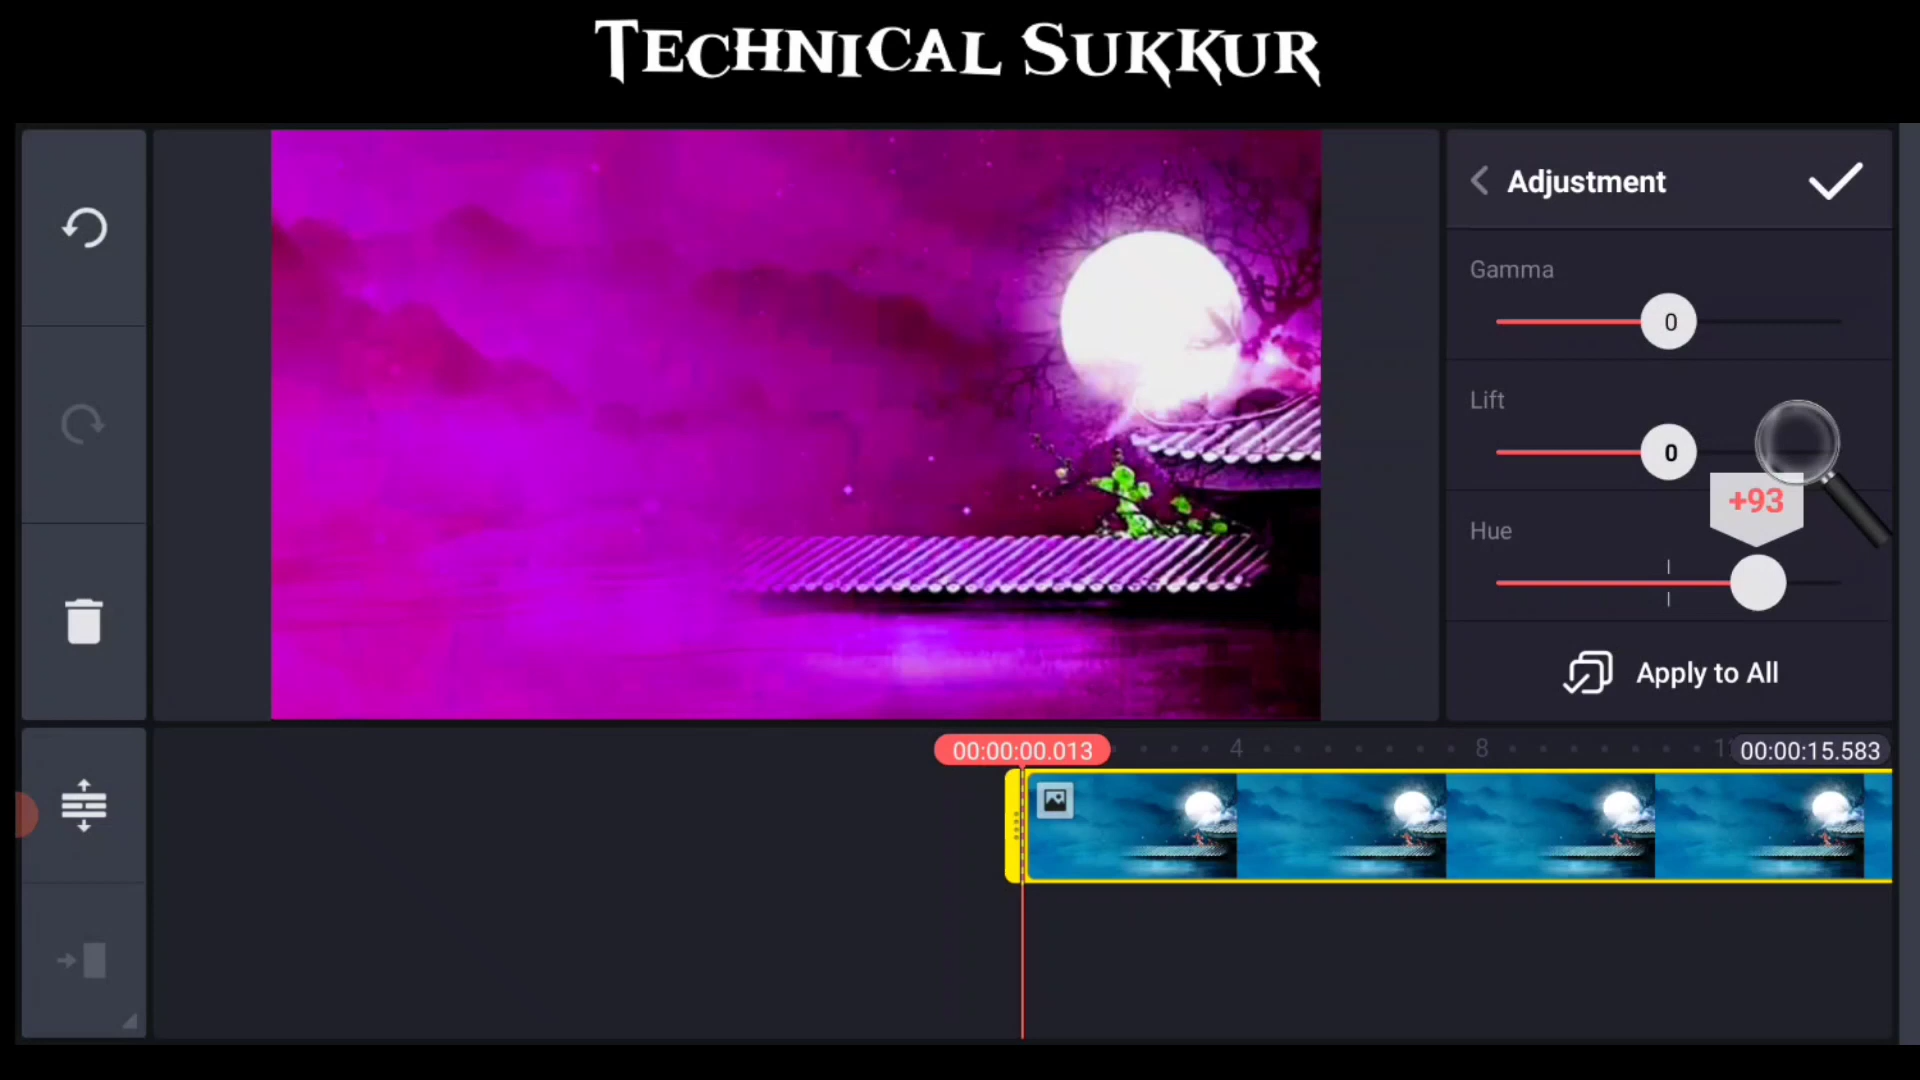 TECHNICAL SUKKUR
Adjustment
Gamma
0
Lift
0
+93
Hue
Apply to All
00:00:00.013
4
8
00:00:15.583